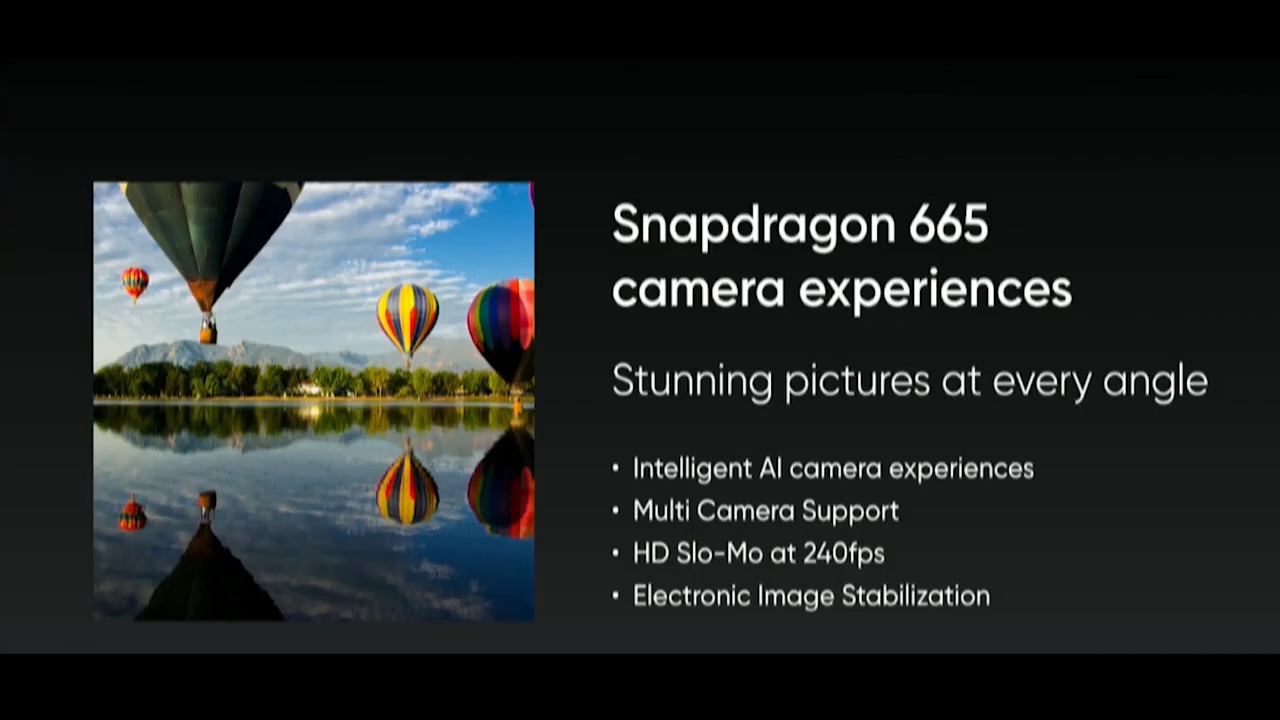 Snapdragon 665
camera experiences
Stunning pictures at every angle
• Intelligent AI camera experiences
• Multi Camera Support
• HD Slo-Mo at 240fps
• Electronic Image Stabilization